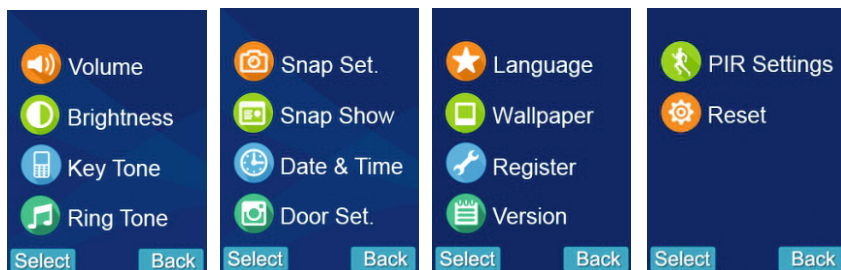 Volume
Brightness
Key Tone
Ring Tone
Select Back
Snap Set.
Snap Show
Date & Time
Door Set.
Select Back
Language
Wallpaper
Register
Version
Select Back
PIR Settings
Reset
Select Back